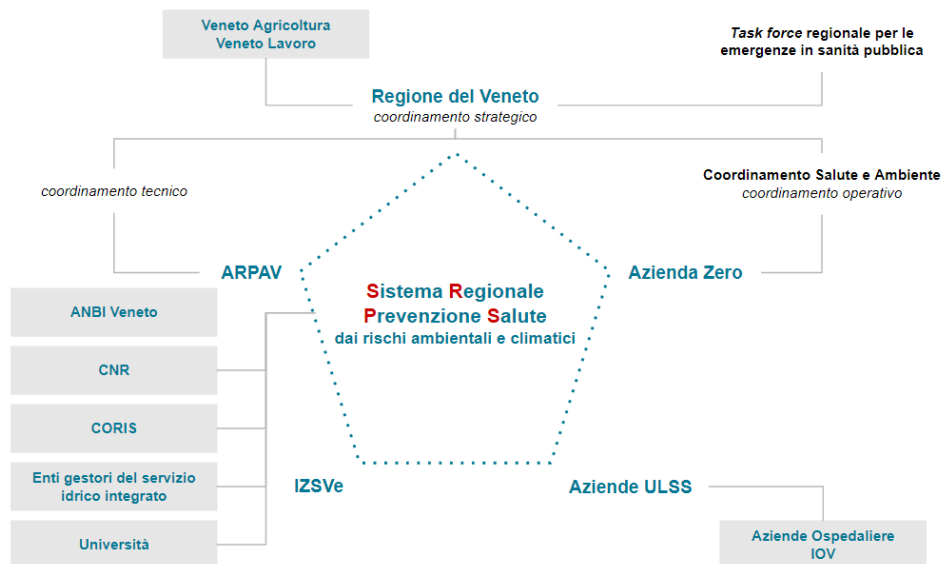 Veneto Agricoltura
Veneto Lavoro
Task force regionale per le
emergenze in sanità pubblica
Regione del Veneto
coordinamento strategico
coordinamento tecnico
Coordinamento Salute e Ambiente
coordinamento operativo
ARPAV
Azienda Zero
Sistema Regionale
Prevenzione Salute
dai rischi ambientali e climatici
ANBI Veneto
CNR
CORIS
Enti gestori del servizio
idrico integrato
Università
IZSVe
Aziende ULSS
Aziende Ospedaliere
IOV